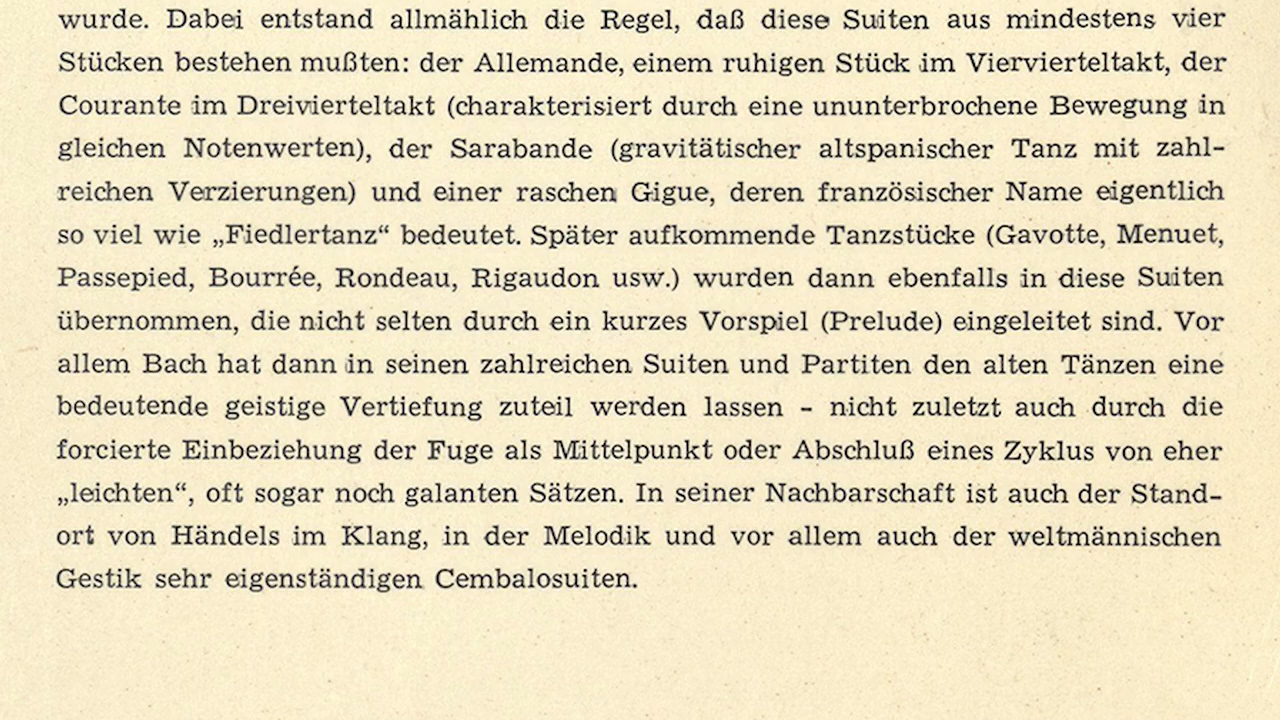 wurde. Dabei entstand allmählich die Regel, daß diese Suiten aus mindestens vier
Stücken bestehen mußten: der Allemande, einem ruhigen Stück im Viervierteltakt, der
Courante im Dreivierteltakt (charakterisiert durch eine ununterbrochene Bewegung in
gleichen Notenwerten), der Sarabande (gravitätischer altspanischer Tanz mit zahl-
reichen Verzierungen) und einer raschen Gigue, deren französischer Name eigentlich
so viel wie „Fiedlertanz“ bedeutet. Später aufkommende Tanzstücke (Gavotte, Menuet,
Passepied, Bourrée, Rondeau, Rigaudon usw.) wurden dann ebenfalls in diese Suiten
übernommen, die nicht selten durch ein kurzes Vorspiel (Prelude) eingeleitet sind. Vor
allem Bach hat dann in seinen zahlreichen Suiten und Partiten den alten Tänzen eine
bedeutende geistige Vertiefung zuteil werden lassen – nicht zuletzt auch durch die
forcierte Einbeziehung der Fuge als Mittelpunkt oder Abschluß eines Zyklus von eher
„leichten“, oft sogar noch galanten Sätzen. In seiner Nachbarschaft ist auch der Stand-
ort von Händels im Klang, in der Melodik und vor allem auch der weltmännischen
Gestik sehr eigenständigen Cembalosuiten.